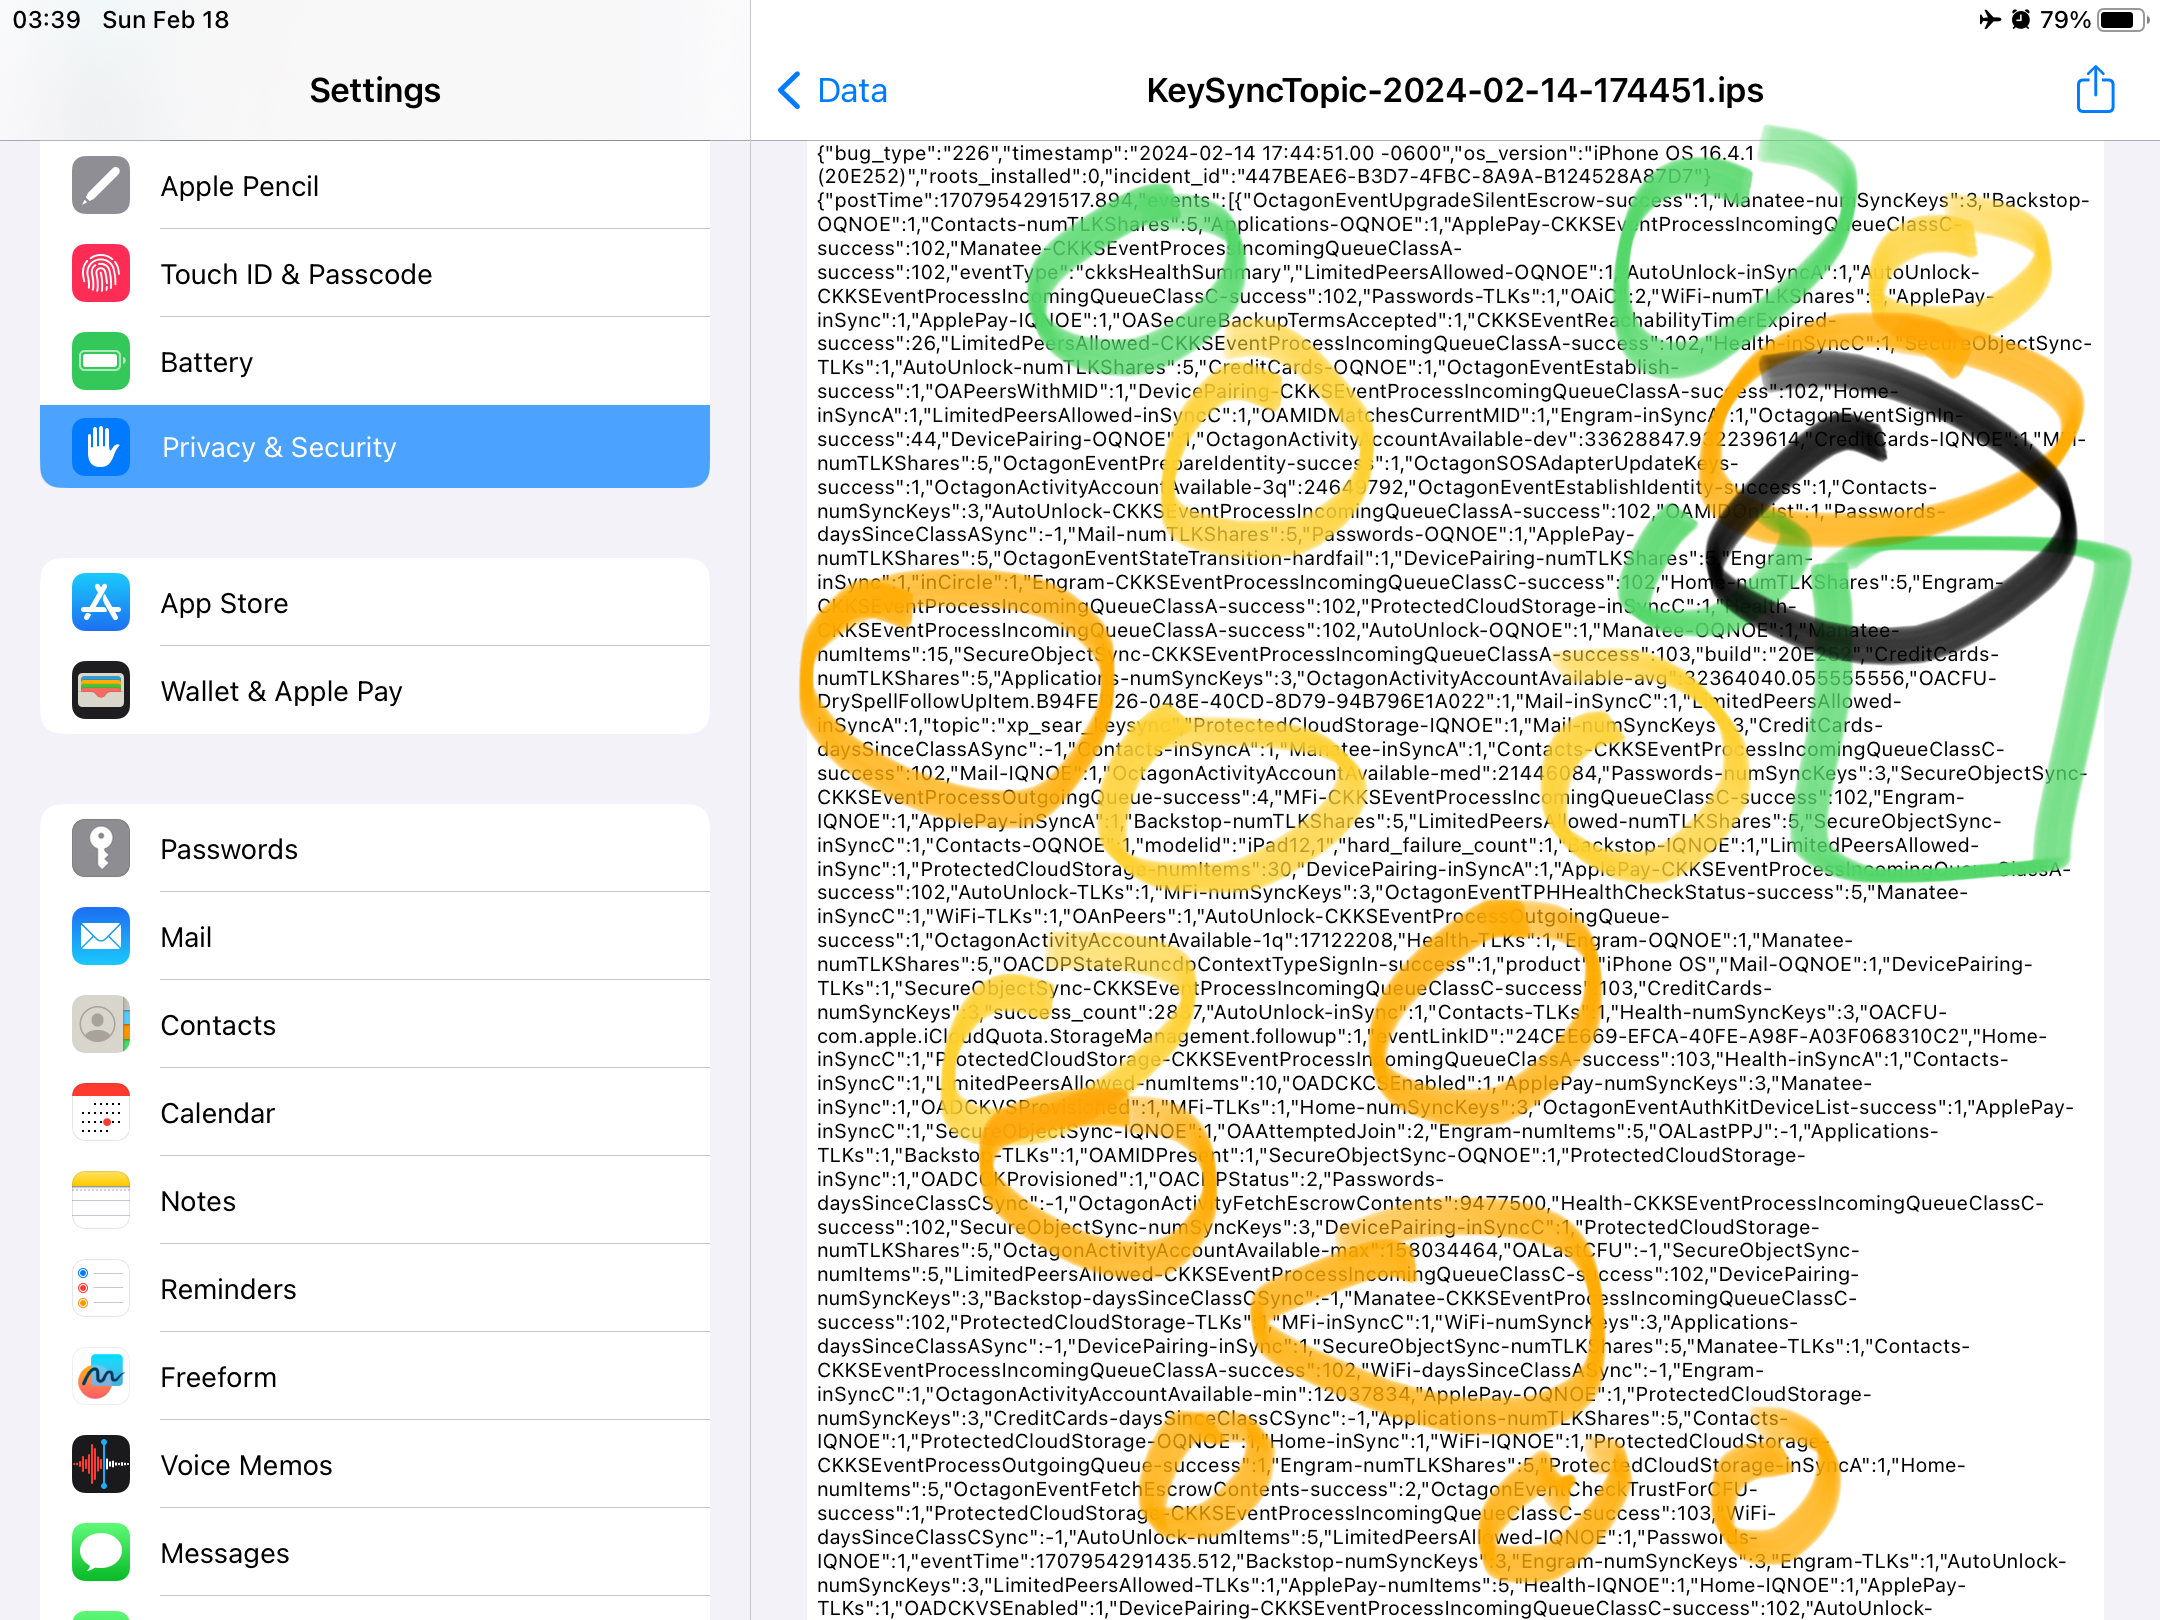 03:39 Sun Feb 18
79%
Settings
Apple Pencil
Touch ID & Passcode
Battery
Privacy & Security
App Store
Wallet & Apple Pay
Passwords
Mail
Contacts
Calendar
Notes
Reminders
Freeform
Voice Memos
Messages
Data
KeySyncTopic-2024-02-14-174451.ips
{"bug_type":"226","timestamp":"2024-02-14 17:44:51.00 -0600","os_version":"iPhone OS 16.4.1
(20E252)","roots_installed":0,"incident_id":"447BEAE6-B3D7-4FBC-8A9A-B124528A87D7"}
{"postTime":1707954291517.894,"events":[{"OctagonEventUpgradeSilentEscrow-success":1,"Manatee-numSyncKeys":3,"Backstop-
OQNOE":1,"Contacts-numTLKShares":5,"Applications-OQNOE":1,"ApplePay-CKKSEventProcessIncomingQueueClassC-
success":102,"Manatee-CKKSEventProcessIncomingQueueClassA-
success":102,"eventType":"ckksHealthSummary","LimitedPeersAllowed-OQNOE":1,"AutoUnlock-inSyncA":1,"AutoUnlock-
CKKSEventProcessIncomingQueueClassC-success":102,"Passwords-TLKs":1,"OAiC":2,"WiFi-numTLKShares":5,"ApplePay-
inSync":1,"ApplePay-IQNOE":1,"OASecureBackupTermsAccepted":1,"CKKSEventReachabilityTimerExpired-
success":26,"LimitedPeersAllowed-CKKSEventProcessIncomingQueueClassA-success":102,"Health-inSyncC":1,"SecureObjectSync-
TLKs":1,"AutoUnlock-numTLKShares":5,"CreditCards-OQNOE":1,"OctagonEventEstablish-
success":1,"OAPeersWithMID":1,"DevicePairing-CKKSEventProcessIncomingQueueClassA-success":102,"Home-
inSyncA":1,"LimitedPeersAllowed-inSyncC":1,"OAMIDMatchesCurrentMID":1,"Engram-inSyncA":1,"OctagonEventSignIn-
success":44,"DevicePairing-OQNOE":1,"OctagonActivityAccountAvailable-dev":33628847.932239614,"CreditCards-IQNOE":1,"MFi-
numTLKShares":5,"OctagonEventPrepareIdentity-success":1,"OctagonSOSAdapterUpdateKeys-
success":1,"OctagonActivityAccountAvailable-3q":24649792,"OctagonEventEstablishIdentity-success":1,"Contacts-
numSyncKeys":3,"AutoUnlock-CKKSEventProcessIncomingQueueClassA-success":102,"OAMIDOnList":1,"Passwords-
daysSinceClassASync":-1,"Mail-numTLKShares":5,"Passwords-OQNOE":1,"ApplePay-
numTLKShares":5,"OctagonEventStateTransition-hardfail":1,"DevicePairing-numTLKShares":5,"Engram-
inSync":1,"inCircle":1,"Engram-CKKSEventProcessIncomingQueueClassC-success":102,"Home-numTLKShares":5,"Engram-
CKKSEventProcessIncomingQueueClassA-success":102,"ProtectedCloudStorage-inSyncC":1,"Health-
CKKSEventProcessIncomingQueueClassA-success":102,"AutoUnlock-OQNOE":1,"Manatee-OQNOE":1,"Manatee-
numItems":15,"SecureObjectSync-CKKSEventProcessIncomingQueueClassA-success":103,"build":"20E252","CreditCards-
numTLKShares":5,"Applications-numSyncKeys":3,"OctagonActivityAccountAvailable-avg":32364040.055555556,"OACFU-
DrySpellFollowUpItem.B94FE 26-048E-40CD-8D79-94B796E1A022":1,"Mail-inSyncC":1,"LimitedPeersAllowed-
inSyncA":1,"topic":"xp_sear_keysync","ProtectedCloudStorage-IQNOE":1,"Mail-numSyncKeys":3,"CreditCards-
daysSinceClassASync":-1,"Contacts-inSyncA":1,"Manatee-inSyncA":1,"Contacts-CKKSEventProcessIncomingQueueClassC-
success":102,"Mail-IQNOE":1,"OctagonActivityAccountAvailable-med":21446084,"Passwords-numSyncKeys":3,"SecureObjectSync-
CKKSEventProcessOutgoingQueue-success":4,"MFi-CKKSEventProcessIncomingQueueClassC-success":102,"Engram-
IQNOE":1,"ApplePay-inSyncA":1,"Backstop-numTLKShares":5,"LimitedPeersAllowed-numTLKShares":5,"SecureObjectSync-
inSyncC":1,"Contacts-OQNOE":1,"modelid":"iPad12,1","hard_failure_count":1,"Backstop-IQNOE":1,"LimitedPeersAllowed-
inSync":1,"ProtectedCloudStorage-numItems":30,"DevicePairing-inSyncA":1,"ApplePay-CKKSEventProcessIncomingQueueClassA-
success":102,"AutoUnlock-TLKs":1,"MFi-numSyncKeys":3,"OctagonEventTPHHealthCheckStatus-success":5,"Manatee-
inSyncC":1,"WiFi-TLKs":1,"OAnPeers":1,"AutoUnlock-CKKSEventProcessOutgoingQueue-
success":1,"OctagonActivityAccountAvailable-1q":17122208,"Health-TLKs":1,"Engram-OQNOE":1,"Manatee-
numTLKShares":5,"OACDPStateRuncdpContextTypeSignIn-success":1,"product":"iPhone OS","Mail-OQNOE":1,"DevicePairing-
TLKs":1,"SecureObjectSync-CKKSEventProcessIncomingQueueClassC-success":103,"CreditCards-
numSyncKeys":3,"success_count":28 7,"AutoUnlock-inSync":1,"Contacts-TLKs":1,"Health-numSyncKeys":3,"OACFU-
com.apple.iCloudQuota.StorageManagement.followup":1,"eventLinkID":"24CEE669-EFCA-40FE-A98F-A03F068310C2","Home-
inSyncC":1,"ProtectedCloudStorage-CKKSEventProcessIncomingQueueClassA-success":103,"Health-inSyncA":1,"Contacts-
inSyncC":1,"LimitedPeersAllowed-numItems":10,"OADCKCSEnabled":1,"ApplePay-numSyncKeys":3,"Manatee-
inSync":1,"OADCKVSProvisioned":1,"MFi-TLKs":1,"Home-numSyncKeys":3,"OctagonEventAuthKitDeviceList-success":1,"ApplePay-
inSyncC":1,"SecureObjectSync-IQNOE":1,"OAAttemptedJoin":2,"Engram-numItems":5,"OALastPPJ":-1,"Applications-
TLKs":1,"Backstop-TLKs":1,"OAMIDPresent":1,"SecureObjectSync-OQNOE":1,"ProtectedCloudStorage-
inSync":1,"OADCCKProvisioned":1,"OACDPStatus":2,"Passwords-
daysSinceClassCSync":-1,"OctagonActivityFetchEscrowContents":9477500,"Health-CKKSEventProcessIncomingQueueClassC-
success":102,"SecureObjectSync-numSyncKeys":3,"DevicePairing-inSyncC":1,"ProtectedCloudStorage-
numTLKShares":5,"OctagonActivityAccountAvailable-max":158034464,"OALastCFU":-1,"SecureObjectSync-
numItems":5,"LimitedPeersAllowed-CKKSEventProcessIncomingQueueClassC-success":102,"DevicePairing-
numSyncKeys":3,"Backstop-daysSinceClassCSync":-1,"Manatee-CKKSEventProcessIncomingQueueClassC-
success":102,"ProtectedCloudStorage-TLKs":1,"MFi-inSyncC":1,"WiFi-numSyncKeys":3,"Applications-
daysSinceClassASync":-1,"DevicePairing-inSync":1,"SecureObjectSync-numTLKShares":5,"Manatee-TLKs":1,"Contacts-
CKKSEventProcessIncomingQueueClassA-success":102,"WiFi-daysSinceClassASync":-1,"Engram-
inSyncC":1,"OctagonActivityAccountAvailable-min":12037834,"ApplePay-OQNOE":1,"ProtectedCloudStorage-
numSyncKeys":3,"CreditCards-daysSinceClassCSync":-1,"Applications-numTLKShares":5,"Contacts-
IQNOE":1,"ProtectedCloudStorage-OQNOE":1,"Home-inSync":1,"WiFi-IQNOE":1,"ProtectedCloudStorage-
CKKSEventProcessOutgoingQueue-success":1,"Engram-numTLKShares":5,"ProtectedCloudStorage-inSyncA":1,"Home-
numItems":5,"OctagonEventFetchEscrowContents-success":2,"OctagonEventCheckTrustForCFU-
success":1,"ProtectedCloudStorage-CKKSEventProcessIncomingQueueClassC-success":103,"WiFi-
daysSinceClassCSync":-1,"AutoUnlock-numItems":5,"LimitedPeersAllowed-IQNOE":1,"Passwords-
IQNOE":1,"eventTime":1707954291435.512,"Backstop-numSyncKeys":3,"Engram-numSyncKeys":3,"Engram-TLKs":1,"AutoUnlock-
numSyncKeys":3,"LimitedPeersAllowed-TLKs":1,"ApplePay-numItems":5,"Health-IQNOE":1,"Home-IQNOE":1,"ApplePay-
TLKs":1,"OADCKVSEnabled":1,"DevicePairing-CKKSEventProcessIncomingQueueClassC-success":102,"AutoUnlock-